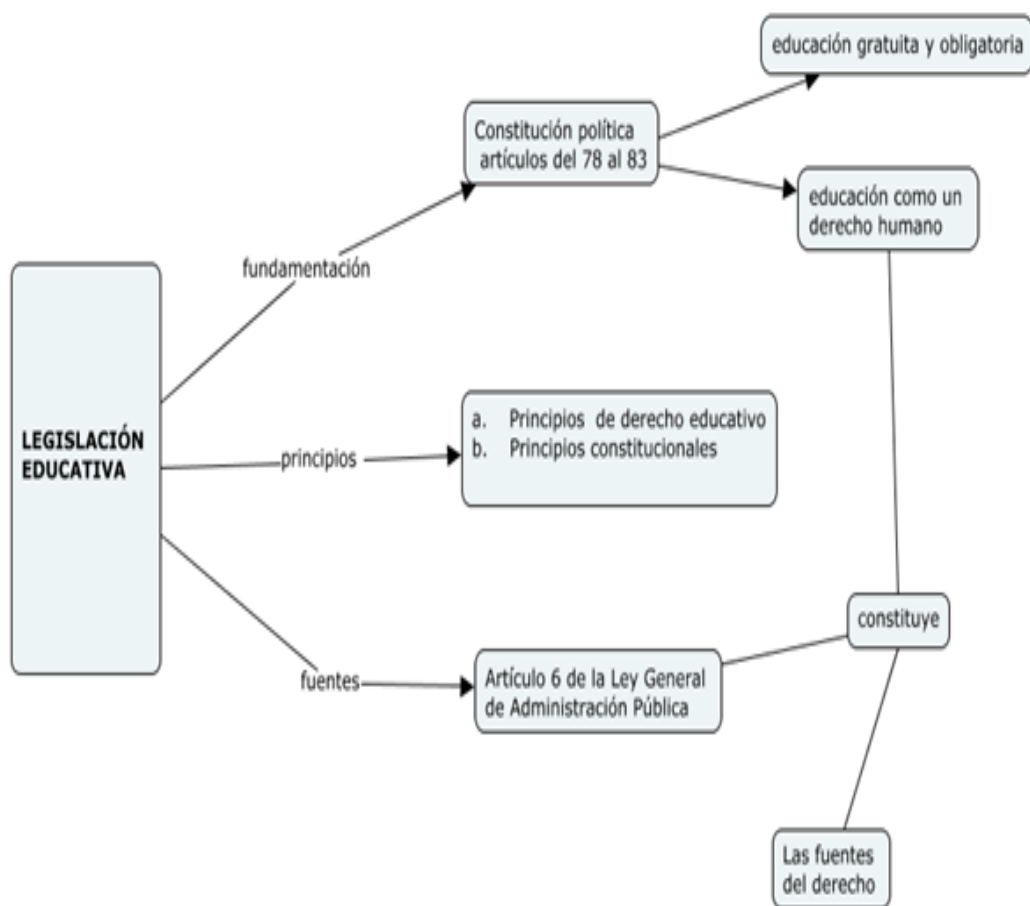 educación gratuita y obligatoria
Constitución política
artículos del 78 al 83
educación como un
derecho humano
fundamentación
LEGISLACIÓN
EDUCATIVA
principios
a. Principios de derecho educativo
b. Principios constitucionales
constituye
fuentes
Artículo 6 de la Ley General
de Administración Pública
Las fuentes
del derecho